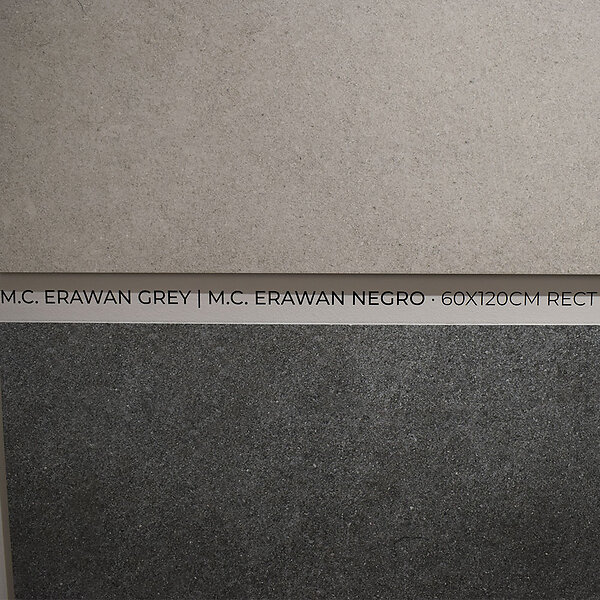 M.C. ERAWAN GREY | M.C. ERAWAN NEGRO · 60X120CM RECT